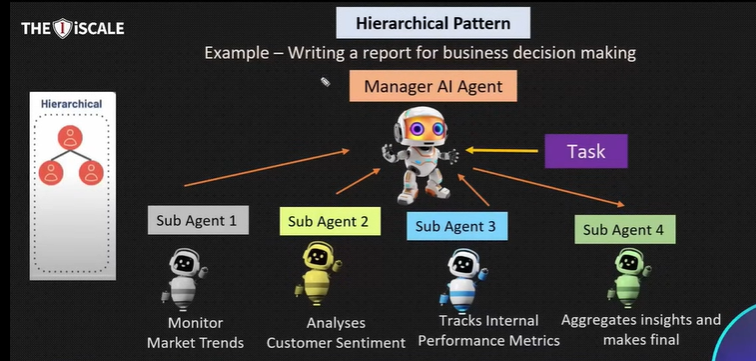 THE iSCALE
Hierarchical Pattern
Example – Writing a report for business decision making
Manager AI Agent
Hierarchical
Task
Sub Agent 1
Sub Agent 2
Sub Agent 3
Sub Agent 4
Monitor
Market Trends
Analyses
Customer Sentiment
Tracks Internal
Performance Metrics
Aggregates insights and
makes final